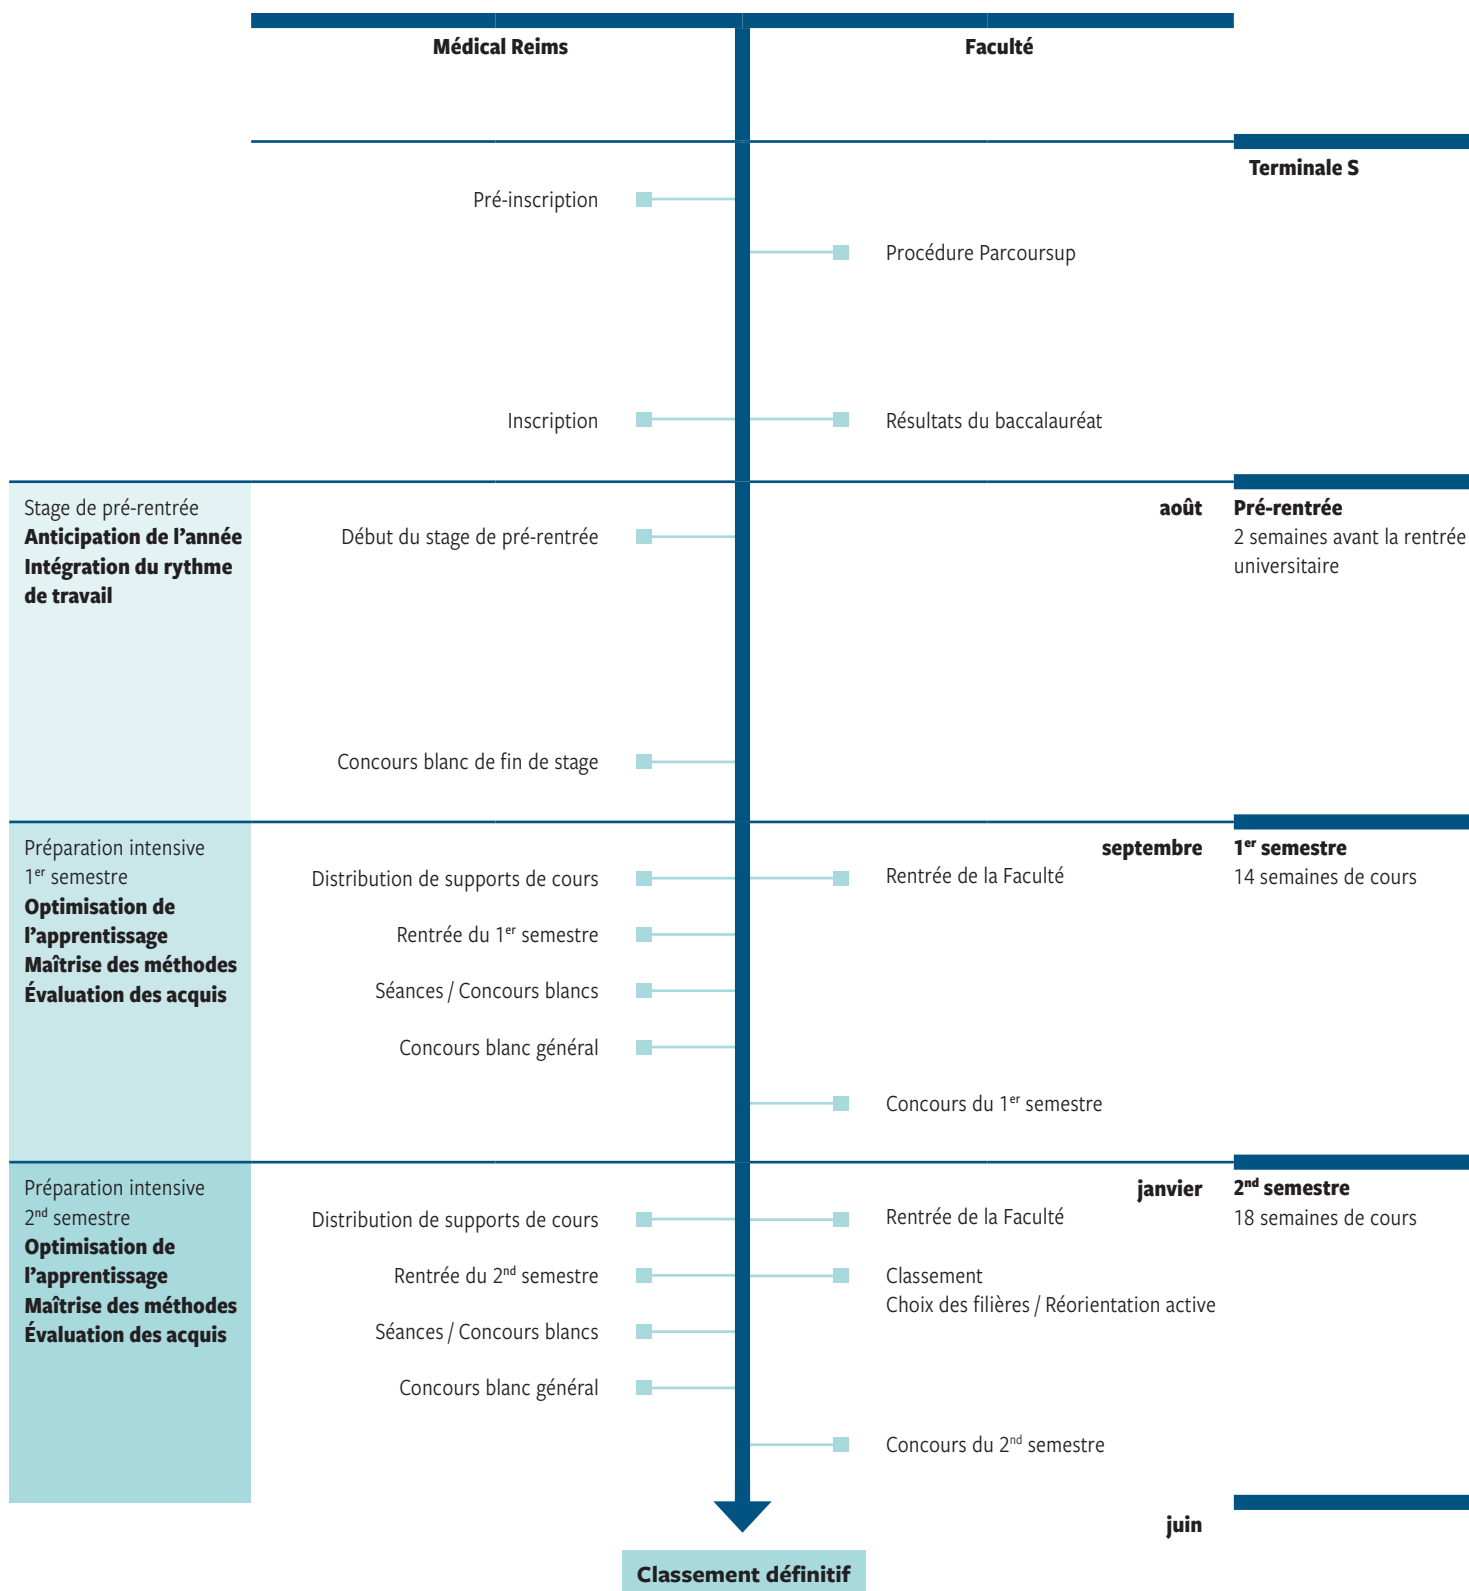 Médical Reims
Faculté
Terminale S
Pré-inscription
Procédure Parcoursup
Inscription
Résultats du baccalauréat
Stage de pré-rentrée
Anticipation de l'année
Intégration du rythme
de travail
Début du stage de pré-rentrée
août
Pré-rentrée
2 semaines avant la rentrée
universitaire
Concours blanc de fin de stage
Préparation intensive
1er semestre
Optimisation de
l'apprentissage
Maîtrise des méthodes
Évaluation des acquis
septembre
1er semestre
14 semaines de cours
Distribution de supports de cours
Rentrée de la Faculté
Rentrée du 1er semestre
Séances / Concours blancs
Concours blanc général
Concours du 1er semestre
Préparation intensive
2nd semestre
Optimisation de
l'apprentissage
Maîtrise des méthodes
Évaluation des acquis
janvier
2nd semestre
18 semaines de cours
Distribution de supports de cours
Rentrée de la Faculté
Rentrée du 2nd semestre
Classement
Choix des filières / Réorientation active
Séances / Concours blancs
Concours blanc général
Concours du 2nd semestre
juin
Classement définitif